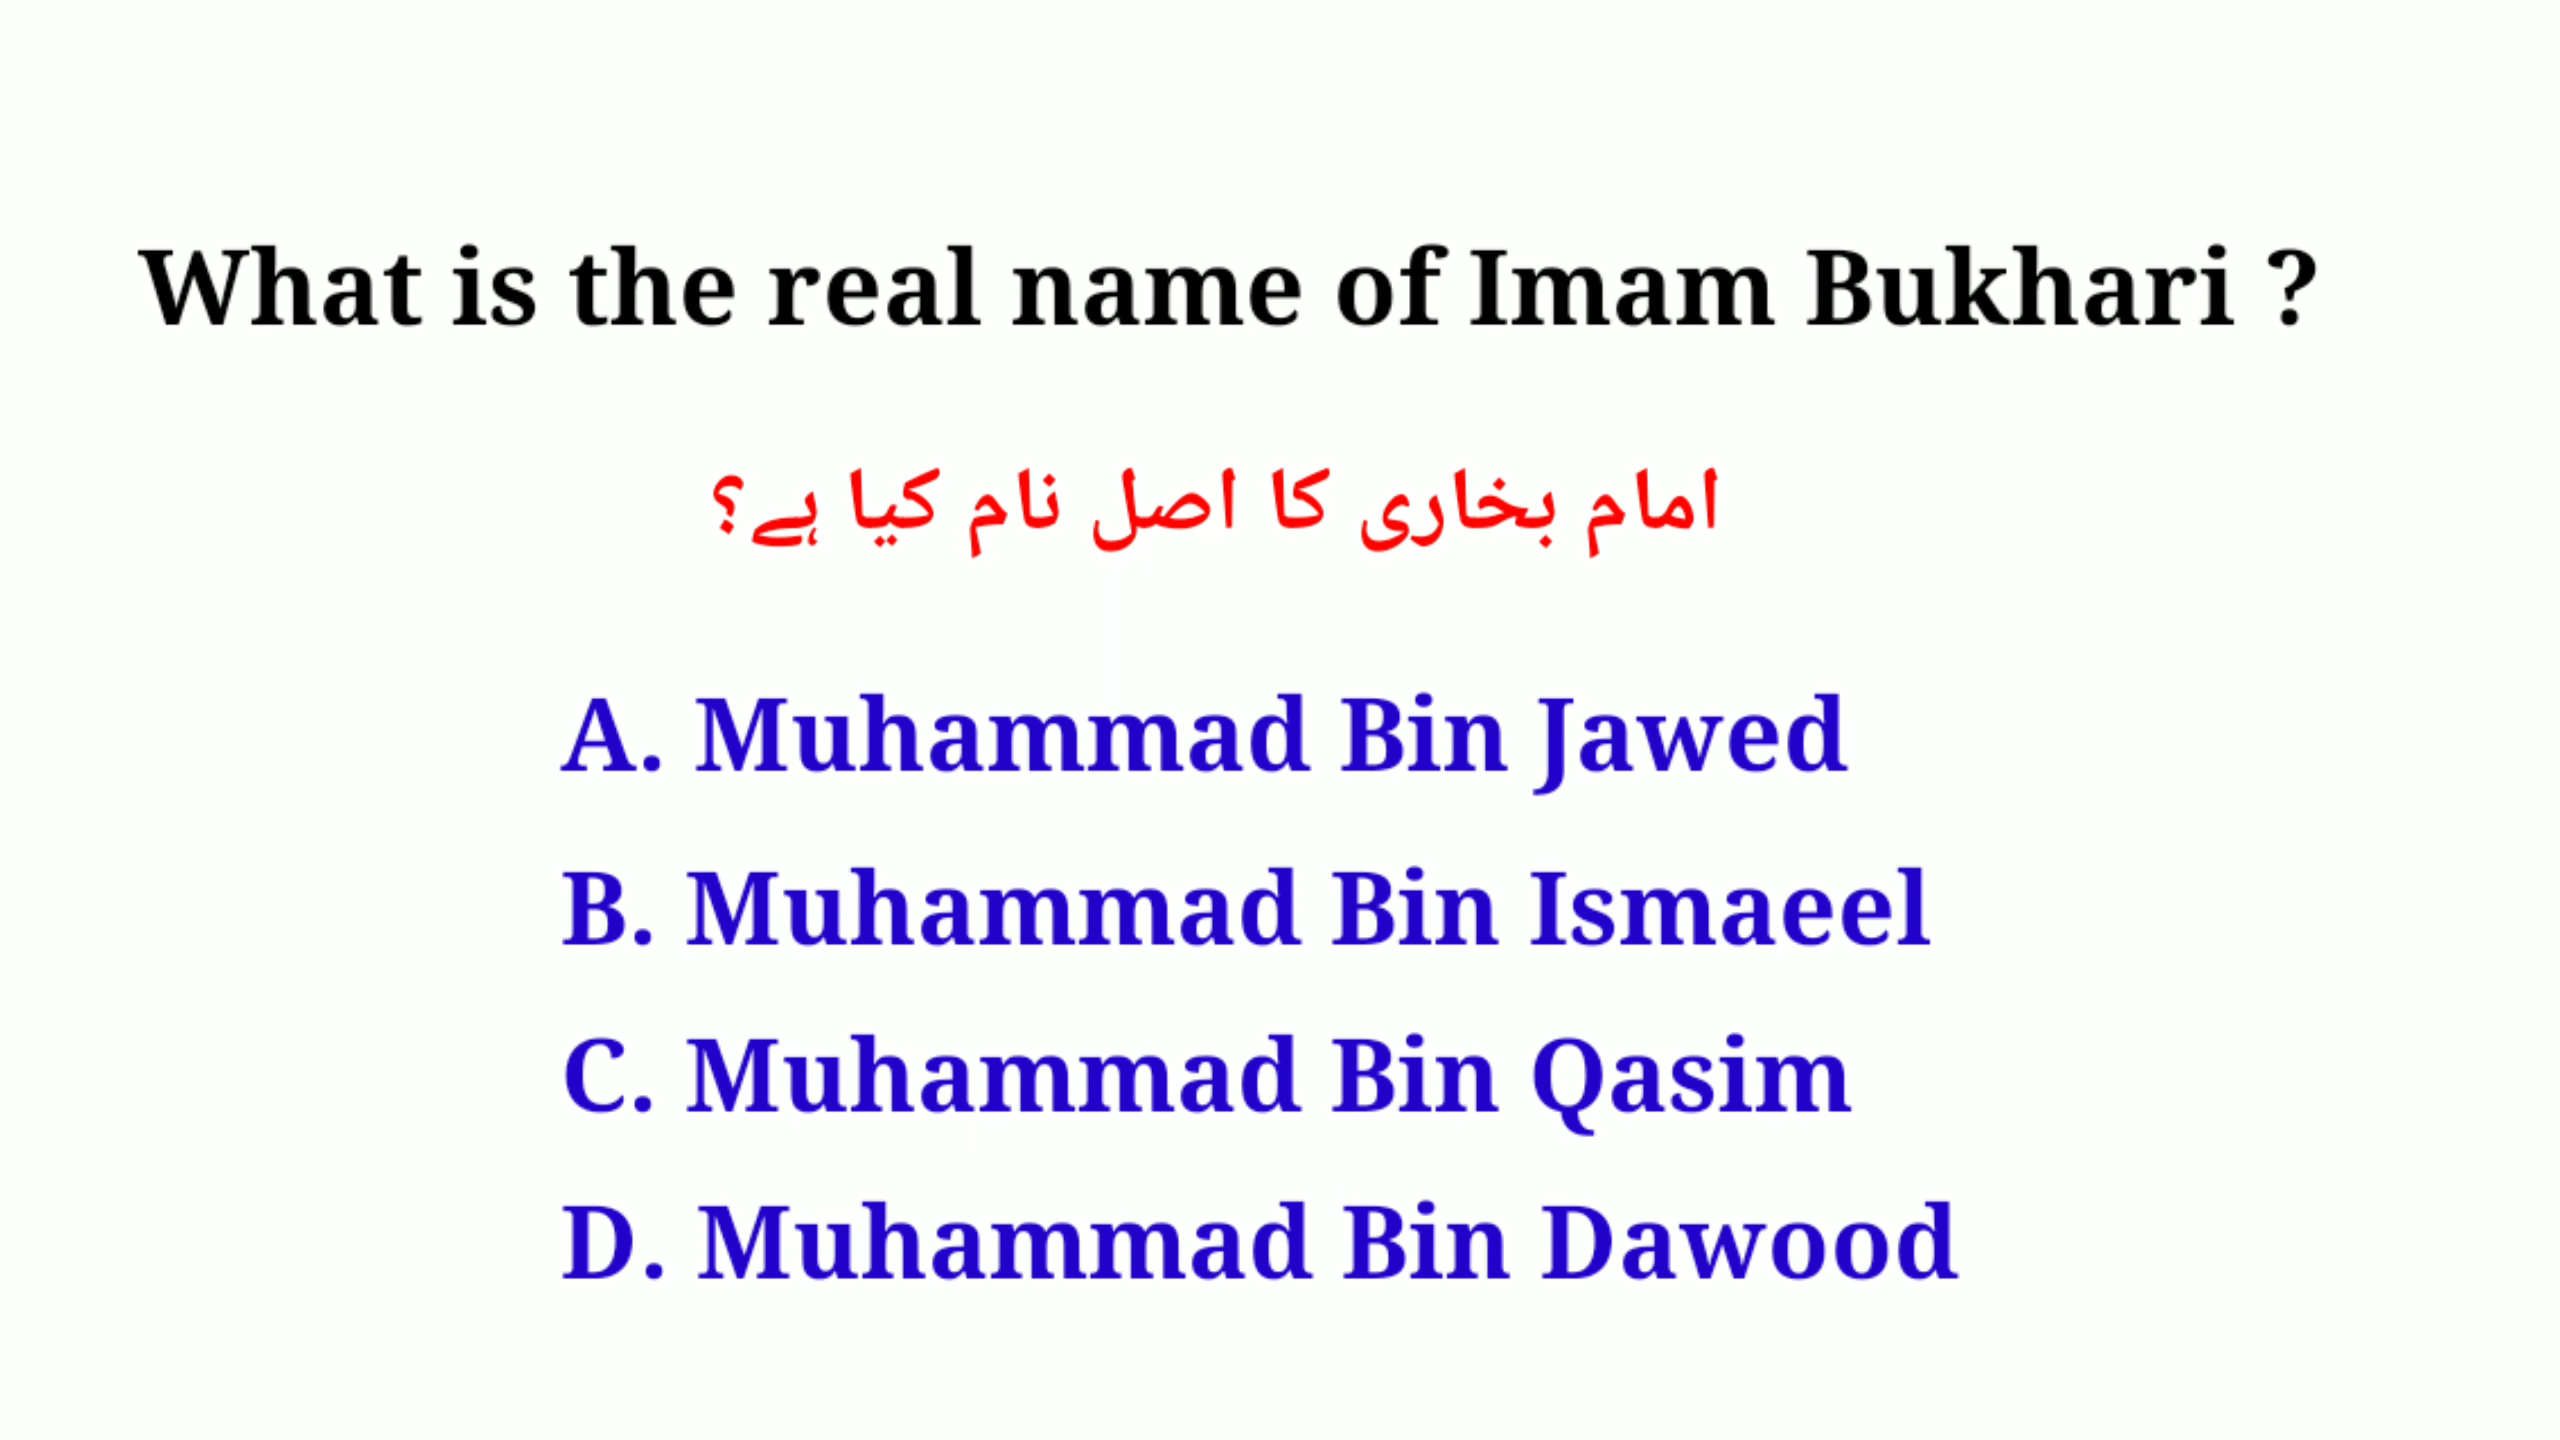 What is the real name of Imam Bukhari ?
امام بخاری کا اصل نام کیا ہے؟
A. Muhammad Bin Jawed
B. Muhammad Bin Ismaeel
C. Muhammad Bin Qasim
D. Muhammad Bin Dawood